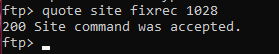 ftp> quote site fixrec 1028
200 Site command was accepted.
ftp>